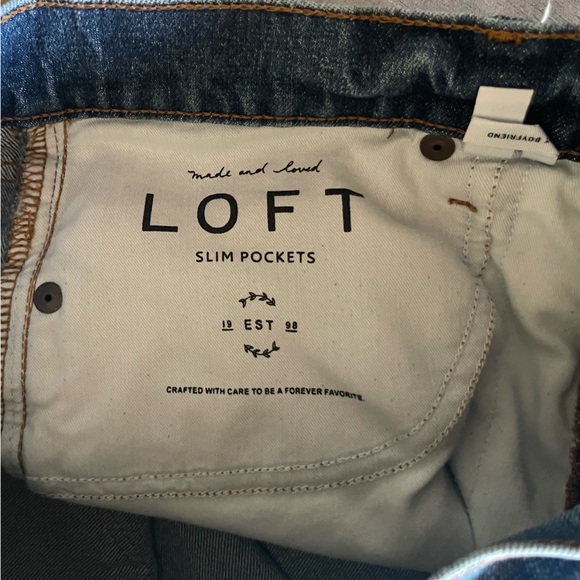 made and loved
LOFT
SLIM POCKETS
19 EST 98
CRAFTED WITH CARE TO BE A FOREVER FAVORITE.
BOYFRIEND